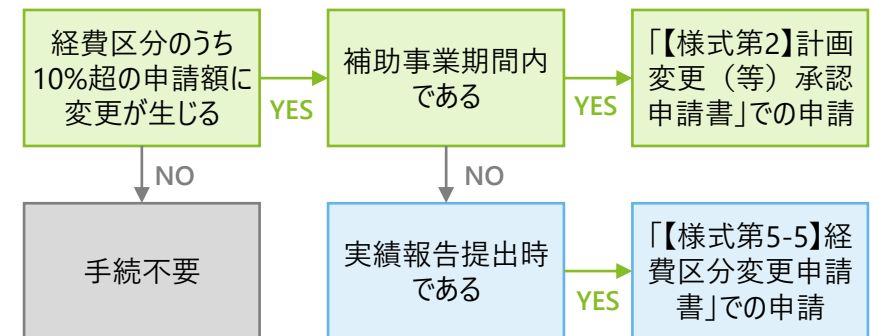 経費区分のうち
10%超の申請額に
変更が生じる
YES
補助事業期間内
である
YES
「【様式第2】計画
変更（等）承認
申請書」での申請
NO
NO
手続不要
実績報告提出時
である
YES
「【様式第5-5】経
費区分変更申請
書」での申請